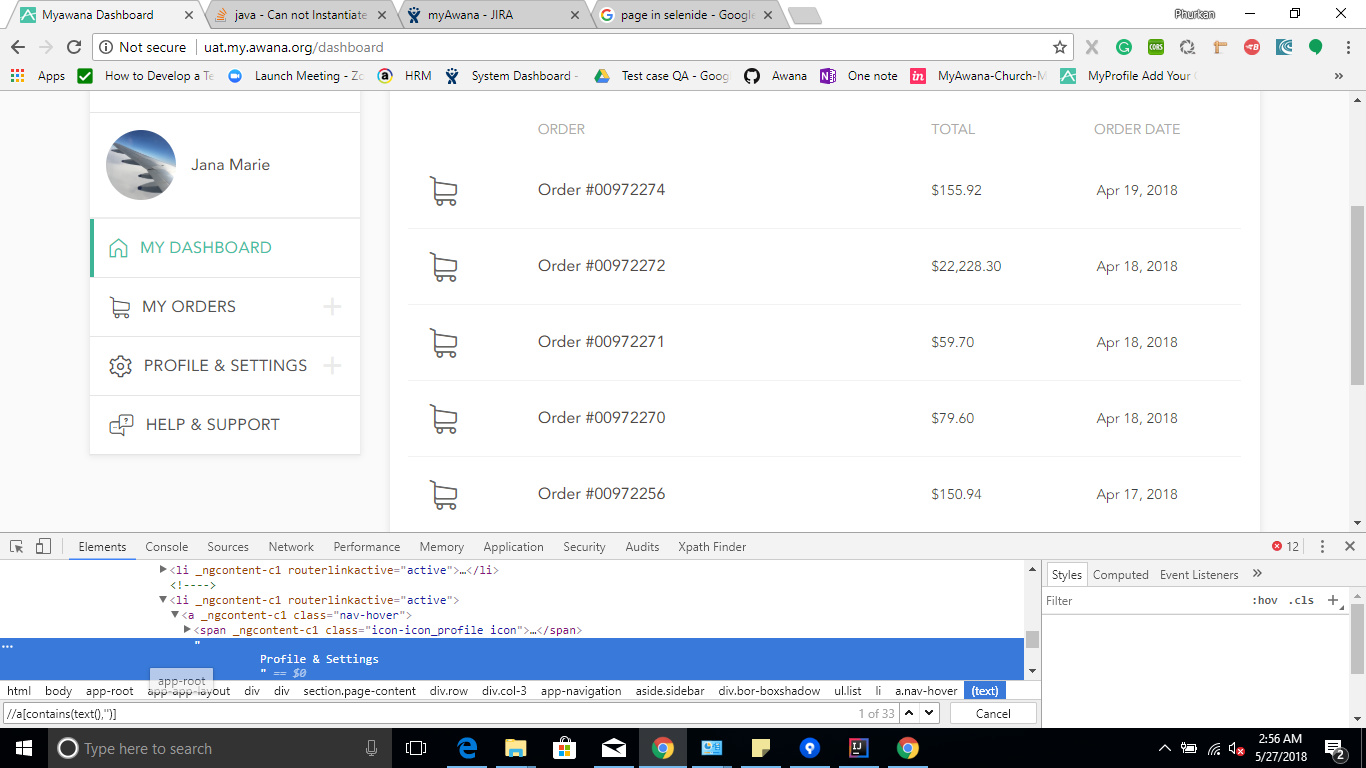 Myawana Dashboard
java - Can not Instantiate
myAwana - JIRA
page in selenide - Google
Phurkan
Not secure
uat.my.awana.org/dashboard
Apps
How to Develop a Te
Launch Meeting - Zo
HRM
System Dashboard -
Test case QA - Goog
Awana
One note
MyAwana-Church-M
MyProfile Add Your
»
ORDER TOTAL ORDER DATE
Jana Marie
Order #00972274 $155.92 Apr 19, 2018
MY DASHBOARD
Order #00972272 $22,228.30 Apr 18, 2018
MY ORDERS
Order #00972271 $59.70 Apr 18, 2018
PROFILE & SETTINGS
HELP & SUPPORT
Order #00972270 $79.60 Apr 18, 2018
Order #00972256 $150.94 Apr 17, 2018
Elements Console Sources Network Performance Memory Application Security Audits Xpath Finder
12
<li _ngcontent-c1 routerlinkactive="active">…</li>
<!---->
<li _ngcontent-c1 routerlinkactive="active">
<a _ngcontent-c1 class="nav-hover">
<span _ngcontent-c1 class="icon-icon_profile icon">…</span>
"
Profile & Settings
" == $0
app-root
Styles Computed Event Listeners »
Filter
:hov .cls +
html body app-root app-app-layout div div section.page-content div.row div.col-3 app-navigation aside.sidebar div.bor-boxshadow ul.list li a.nav-hover (text)
//a[contains(text(),'')]
1 of 33
Cancel
Type here to search
2:56 AM
5/27/2018
2